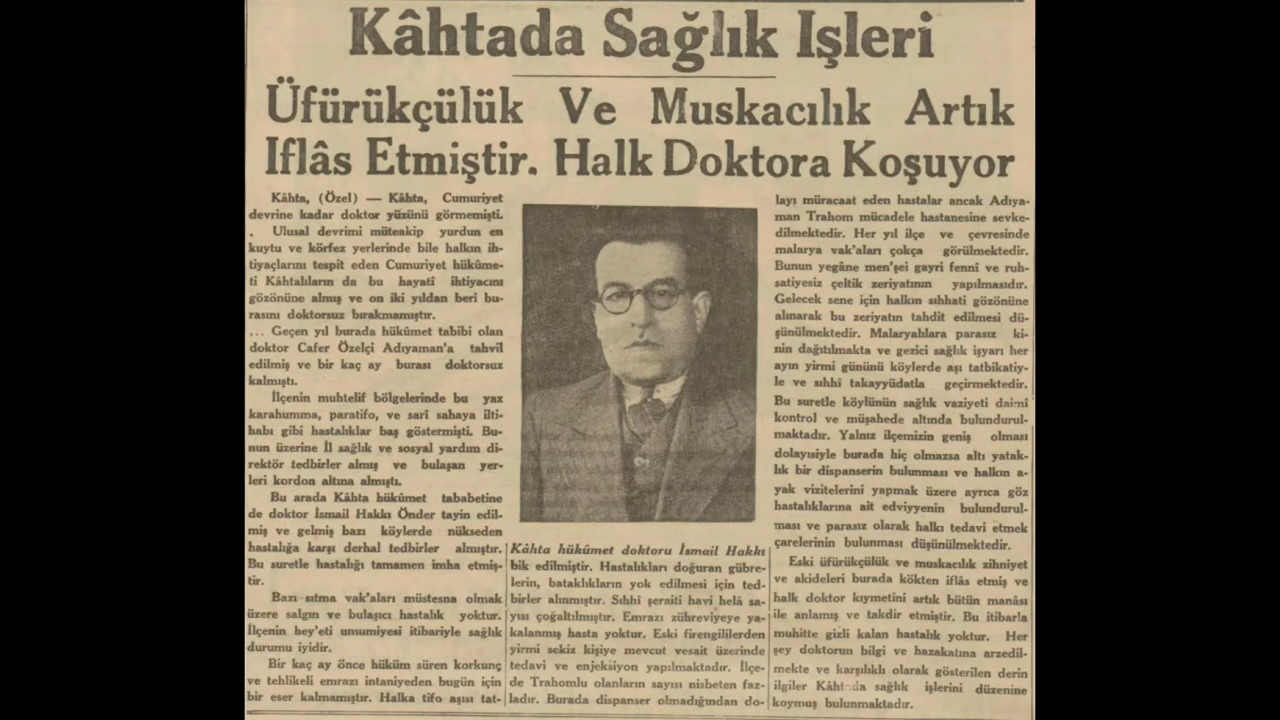 Kâhtada Sağlık Işleri
Üfürükçülük Ve Muskacılık Artık
Iflâs Etmiştir. Halk Doktora Koşuyor
Kâhta, (Özel) — Kâhta, Cumuriyet
devrine kadar doktor yüzünü görmemişti.
. Ulusal devrimi müteakip yurdun en
kuytu ve körfez yerlerinde bile halkın ih-
tiyaçlarını tespit eden Cumuriyet hükûme-
ti Kâhtalıların da bu hayatî ihtiyacını
gözönüne almış ve on iki yıldan beri bu-
rasını doktorsuz bırakmamıştır.
... Geçen yıl burada hükûmet tabibi olan
doktor Cafer Özelçi Adıyaman'a tahvil
edilmiş ve bir kaç ay burası doktorsuz
kalmıştı.
İlçenin muhtelif bölgelerinde bu yaz
karahumma, paratifo, ve sarî sahaya ilti-
habı gibi hastalıklar baş göstermişti. Bu-
nun üzerine İl sağlık ve sosyal yardım di-
rektör tedbirler almış ve bulaşan yer-
leri kordon altına almıştı.
Bu arada Kâhta hükûmet tababetine
de doktor İsmail Hakkı Önder tayin edil-
miş ve gelmiş bazı köylerde nükseden
hastalığa karşı derhal tedbirler almıştır.
Bu suretle hastalığı tamamen imha etmiş-
tir.
Bazı sıtma vak'aları müstesna olmak
üzere salgın ve bulaşıcı hastalık yoktur.
İlçenin hey'eti umumiyesi itibariyle sağlık
durumu iyidir.
Bir kaç ay önce hüküm süren korkunç
ve tehlikeli emrazı intaniyeden bugün için
bir eser kalmamıştır. Halka tifo aşısı tat-
Kâhta hükûmet doktoru İsmail Hakkı
bik edilmiştir. Hastalıkları doğuran gübre-
lerin, bataklıkların yok edilmesi için ted-
birler alınmıştır. Sıhhî şeraiti havi helâ sa-
yısı çoğaltılmıştır. Emrazı zühreviyeye ya-
kalanmış hasta yoktur. Eski firengililerden
yirmi sekiz kişiye mevcut vesait üzerinde
tedavi ve enjeksiyon yapılmaktadır. İlçe-
de Trahomlu olanların sayısı nisbeten faz-
ladır. Burada dispanser olmadığından do-
layı müracaat eden hastalar ancak Adıya-
man Trahom mücadele hastanesine sevke-
dilmektedir. Her yıl ilçe ve çevresinde
malarya vak'aları çokça görülmektedir.
Bunun yegâne men'şei gayri fennî ve ruh-
satiyesiz çeltik zeriyatının yapılmasıdır.
Gelecek sene için halkın sıhhati gözönüne
alınarak bu zeriyatın tahdit edilmesi dü-
şünülmektedir. Malaryalılara parasız ki-
nin dağıtılmakta ve gezici sağlık işyarı her
ayın yirmi gününü köylerde aşı tatbikatiy-
le ve sıhhî takayyüdatla geçirmektedir.
Bu suretle köylünün sağlık vaziyeti daimî
kontrol ve müşahede altında bulundurul-
maktadır. Yalnız ilçemizin geniş olması
dolayısiyle burada hiç olmazsa altı yatak-
lık bir dispanserin bulunması ve halkın a-
yak vizitelerini yapmak üzere ayrıca göz
hastalıklarına ait edviyyenin bulundurul-
ması ve parasız olarak halkı tedavi etmek
çarelerinin bulunması düşünülmektedir.
Eski üfürükçülük ve muskacılık zihniyet
ve akideleri burada kökten iflâs etmiş ve
halk doktor kıymetini artık bütün manâsı
ile anlamış ve takdir etmiştir. Bu itibarla
muhitte gizli kalan hastalık yoktur. Her
şey doktorun bilgi ve hazakatına arzedil-
mekte ve karşılıklı olarak gösterilen derin
ilgiler Kâhtada sağlık işlerini düzenine
koymuş bulunmaktadır.